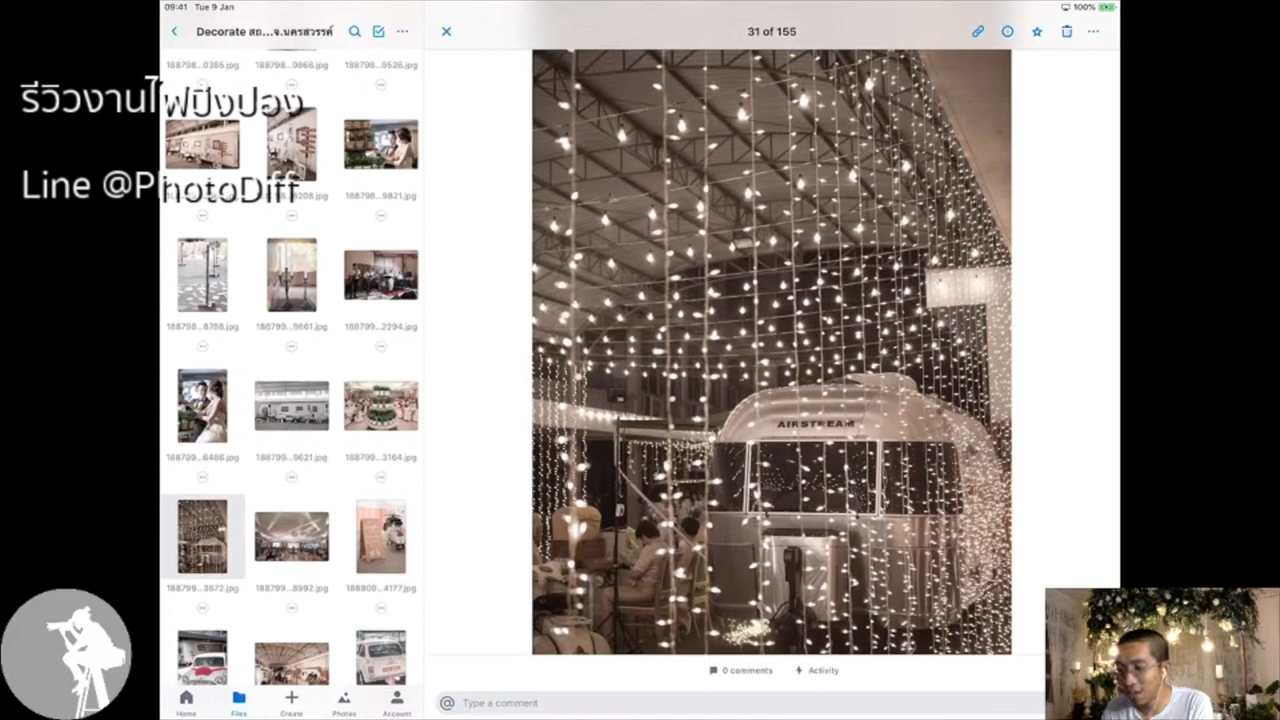 09:41 Tue 9 Jan
100%
Decorate สถ...จ.นครสวรรค์
31 of 155
188798...0385.jpg 188798...9866.jpg 188798...9526.jpg
รีวิวงานไฟปิงปอง
Line @PhotoDiff
188798...9821.jpg
188798...8768.jpg 188799...9661.jpg 188799...2294.jpg
188799...6486.jpg 188799...9621.jpg 188799...3164.jpg
188799...3672.jpg 188799...8992.jpg 188800...4177.jpg
AIRSTREAM
0 comments Activity
Type a comment
Home Files Create Photos Account